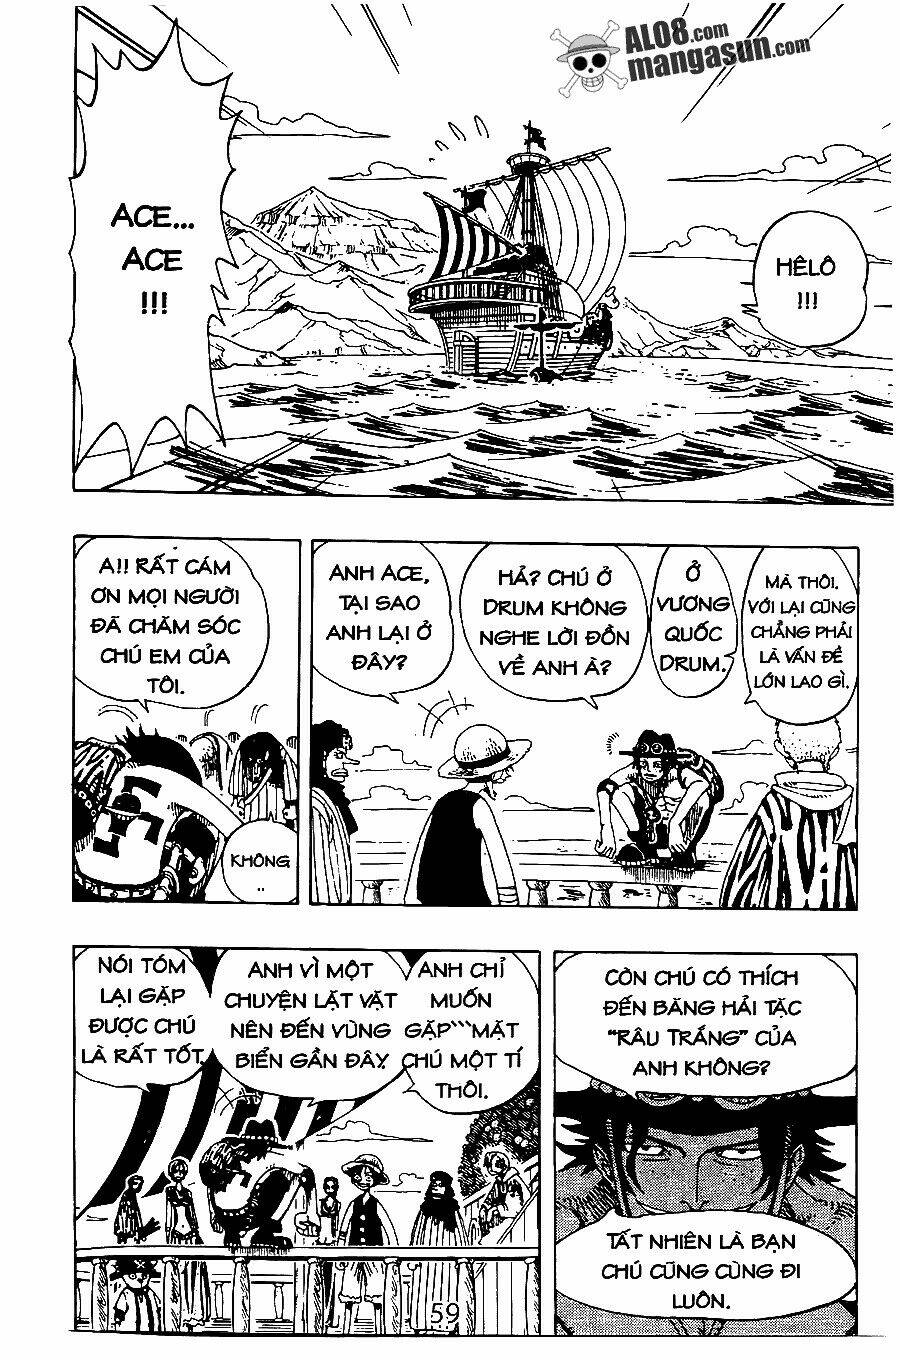 AL08.com
mangasun.com
HÊLÔ
!!!
ACE...
ACE
!!!
MÀ THÔI.
VỚI LẠI CŨNG
CHẲNG PHẢI
LÀ VẤN ĐỀ
LỚN LAO GÌ.
Ở
VƯƠNG
QUỐC
DRUM.
HẢ? CHÚ Ở
DRUM KHÔNG
NGHE LỜI ĐỒN
VỀ ANH À?
ANH ACE,
TẠI SAO
ANH LẠI Ở
ĐÂY?
A!! RẤT CÁM
ƠN MỌI NGƯỜI
ĐÃ CHĂM SÓC
CHÚ EM CỦA
TÔI.
KHÔNG
..
CÒN CHÚ CÓ THÍCH
ĐẾN BĂNG HẢI TẶC
"RÂU TRẮNG" CỦA
ANH KHÔNG?
TẤT NHIÊN LÀ BẠN
CHÚ CŨNG CÙNG ĐI
LUÔN.
ANH CHỈ
MUỐN
GẶP```MẶT
CHÚ MỘT TÍ
THÔI.
ANH VÌ MỘT
CHUYỆN LẶT VẶT
NÊN ĐẾN VÙNG
BIỂN GẦN ĐÂY.
NÓI TÓM
LẠI GẶP
ĐƯỢC CHÚ
LÀ RẤT TỐT.
59